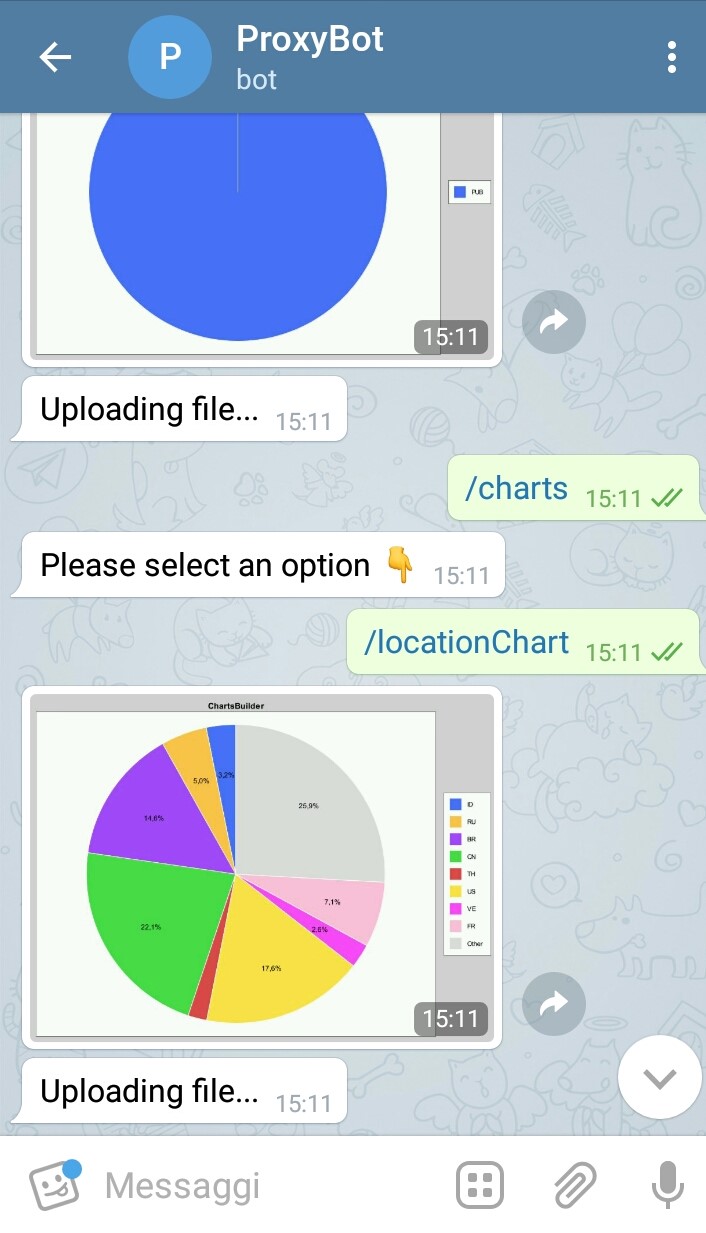 P
ProxyBot
bot
PUB
15:11
Uploading file... 15:11
/charts 15:11
Please select an option 👇 15:11
/locationChart 15:11
ChartsBuilder
5,0%
3,2%
25,9%
14,6%
7,1%
2,6%
22,1%
17,6%
ID
RU
BR
CN
TH
US
VE
FR
Other
15:11
Uploading file... 15:11
Messaggi